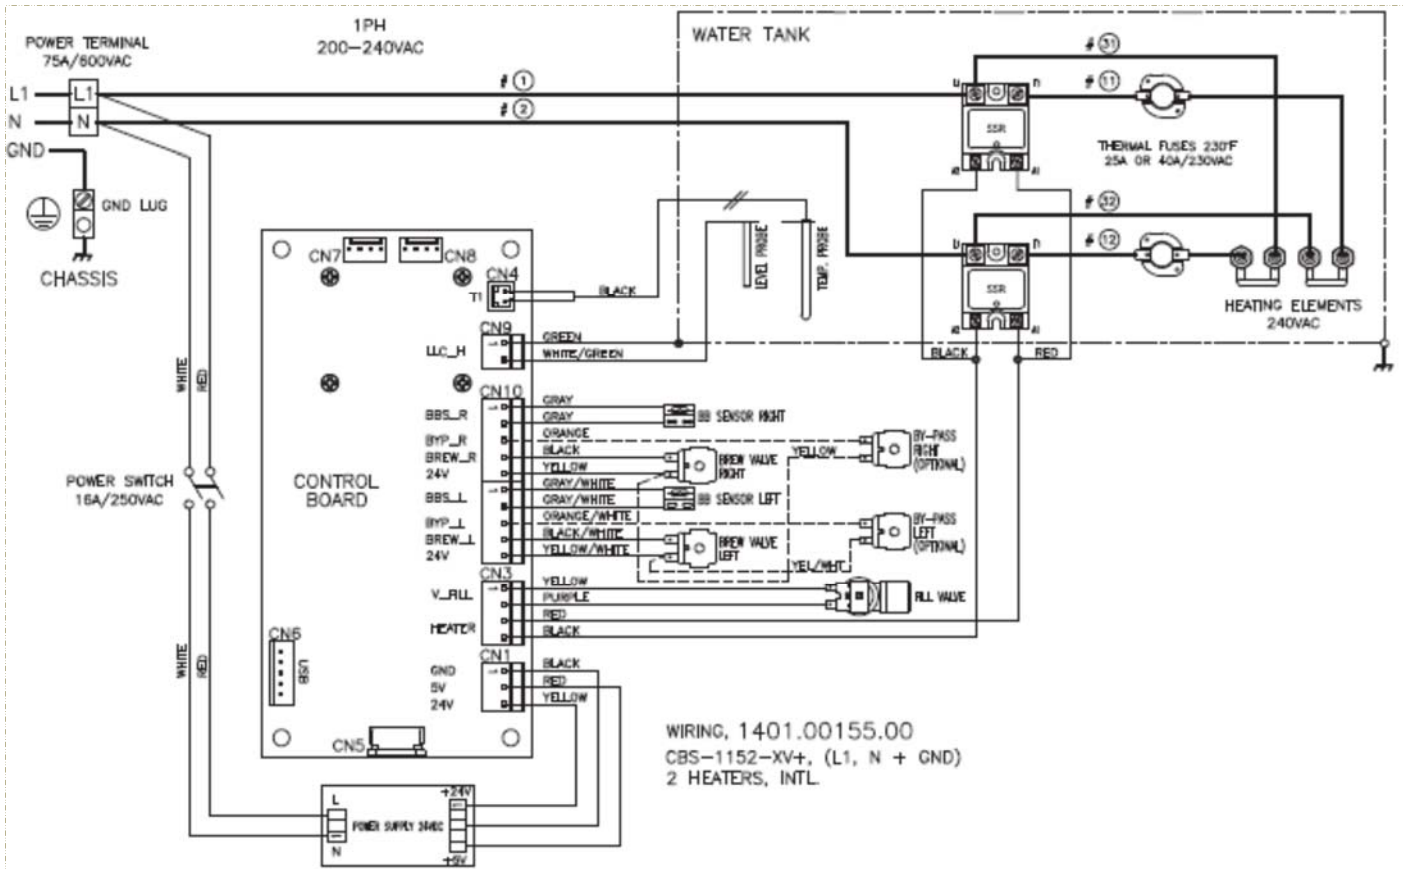 POWER TERMINAL
75A/600VAC
1PH
200-240VAC
WATER TANK
L1
L1
N
N
GND
GND LUG
CHASSIS
# 1
# 2
# 31
# 11
SSR
A2
A1
THERMAL FUSES 230°F
25A OR 40A/230VAC
# 32
# 12
SSR
A2
A1
HEATING ELEMENTS
240VAC
BLACK
RED
LEVEL PROBE
TEMP. PROBE
CN7
CN8
CN4
T1
BLACK
CN9
LLC_H
GREEN
WHITE/GREEN
CN10
BBS_R
BYP_R
BREW_R
24V
BBS_L
BYP_L
BREW_L
24V
GRAY
GRAY
ORANGE
BLACK
YELLOW
GRAY/WHITE
GRAY/WHITE
ORANGE/WHITE
BLACK/WHITE
YELLOW/WHITE
BB SENSOR RIGHT
BREW VALVE
RIGHT
YELLOW
BY-PASS
RIGHT
(OPTIONAL)
BB SENSOR LEFT
BREW VALVE
LEFT
YEL/WHT
BY-PASS
LEFT
(OPTIONAL)
CONTROL
BOARD
WHITE
RED
POWER SWITCH
16A/250VAC
WHITE
RED
CN3
V_FILL
HEATER
YELLOW
PURPLE
RED
BLACK
FILL VALVE
CN6
USB
CN1
GND
5V
24V
BLACK
RED
YELLOW
CN5
L
N
POWER SUPPLY 24VDC
+24V
+5V
WIRING, 1401.00155.00
CBS-1152-XV+, (L1, N + GND)
2 HEATERS, INTL.